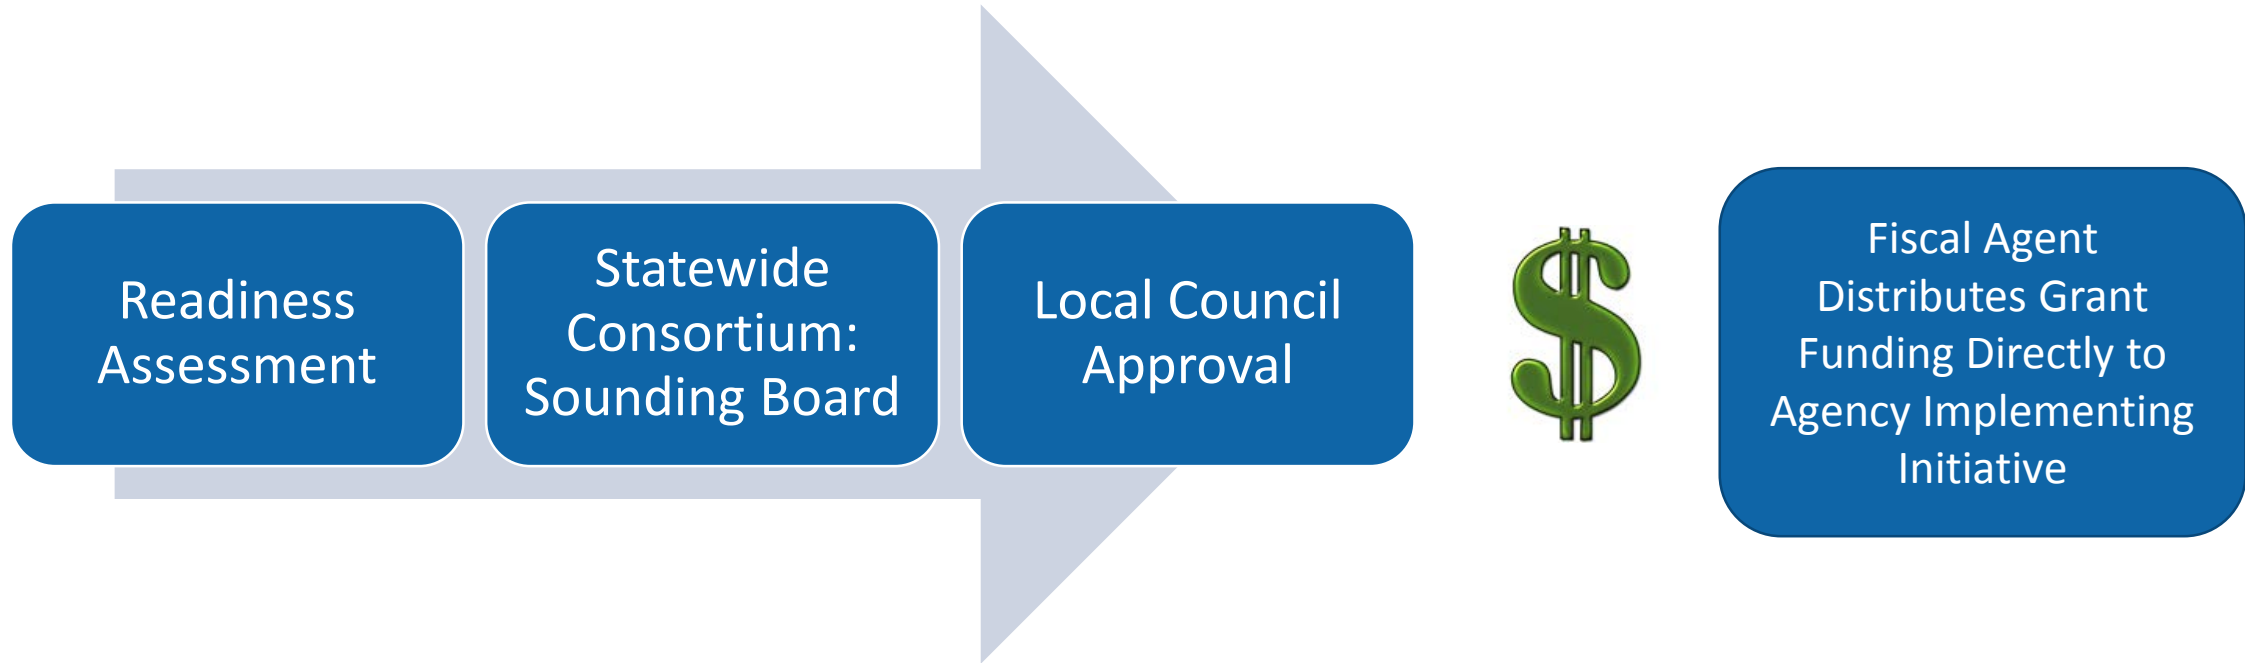 Readiness
Assessment
Statewide
Consortium:
Sounding Board
Local Council
Approval
$
Fiscal Agent
Distributes Grant
Funding Directly to
Agency Implementing
Initiative